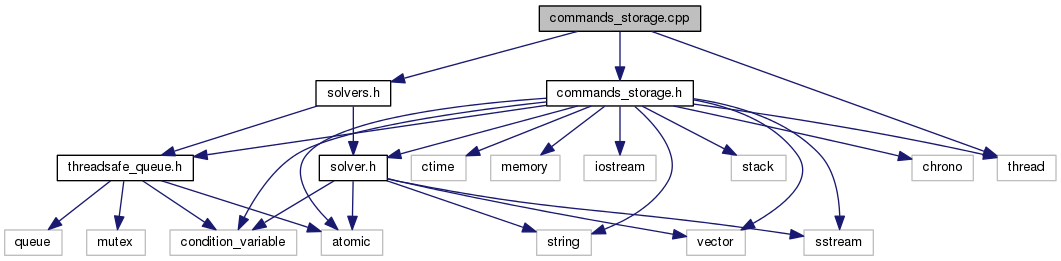 commands_storage.cpp
solvers.h
commands_storage.h
threadsafe_queue.h
solver.h
ctime
memory
iostream
stack
chrono
thread
queue
mutex
condition_variable
atomic
string
vector
sstream